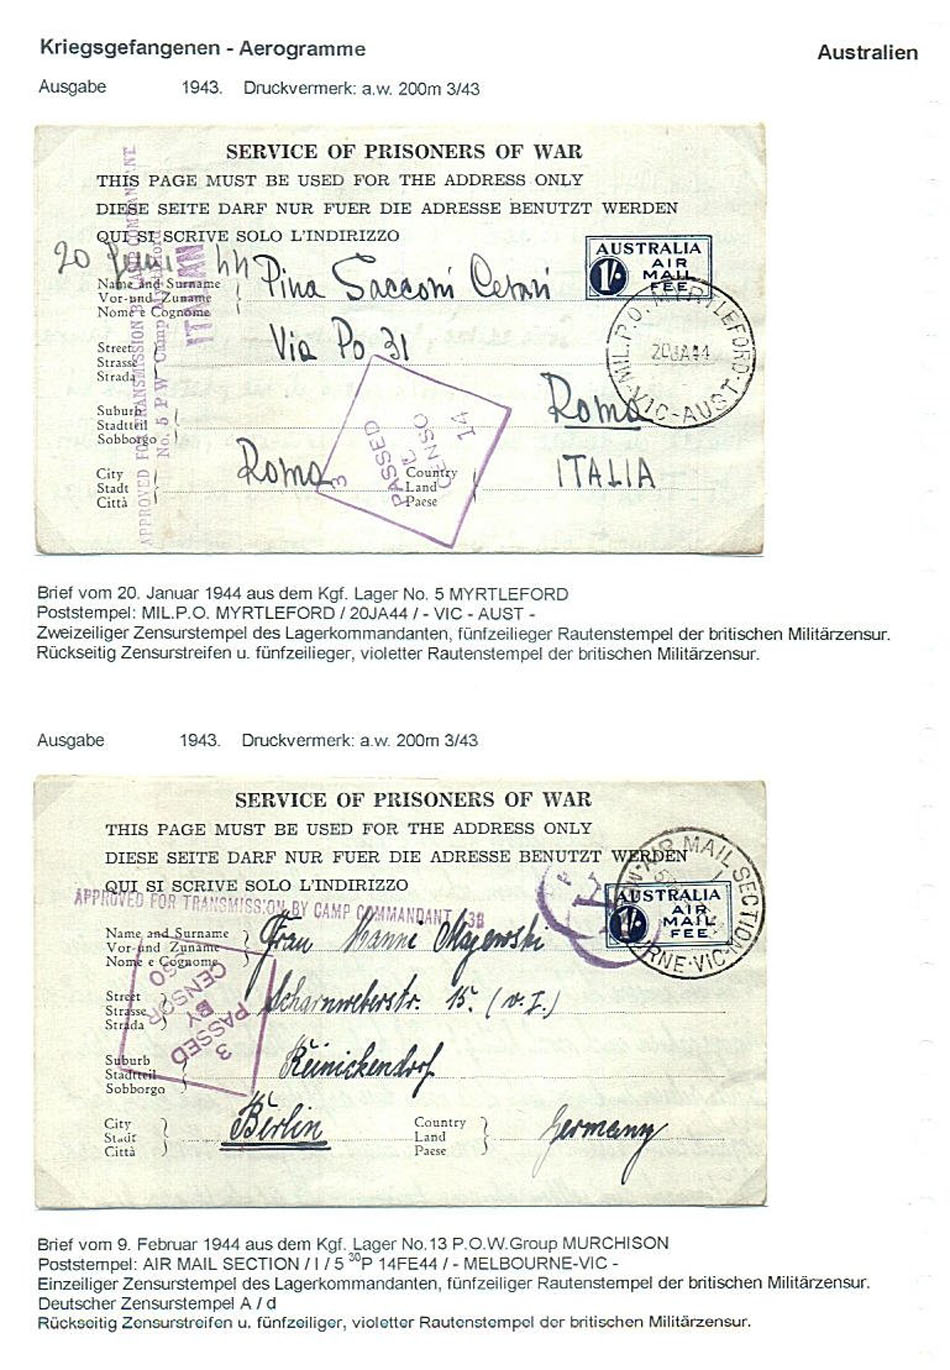 Kriegsgefangenen - Aerogramme
Australien
Ausgabe 1943. Druckvermerk: a.w. 200m 3/43
SERVICE OF PRISONERS OF WAR
THIS PAGE MUST BE USED FOR THE ADDRESS ONLY
DIESE SEITE DARF NUR FUER DIE ADRESSE BENUTZT WERDEN
QUI SI SCRIVE SOLO L'INDIRIZZO
AUSTRALIA
AIR
MAIL
1/- FEE
20 44
Name and Surname
Vor-und Zuname
Nome e Cognome
Pina Sacconi
Street
Strasse
Strada
Via Po 31
MIL.P.O. MYRTLEFORD
20JA44
-VIC-AUST-
Suburb
Stadtteil
Sobborgo
Roma
City
Stadt
Città
Roma
Country
Land
Paese
ITALIA
APPROVED FOR TRANSMISSION BY CAMP COMMANDANT
No. 5 P W Camp Myrtleford
ITALIAN
3
PASSED
BY
CENSOR
14
Brief vom 20. Januar 1944 aus dem Kgf. Lager No. 5 MYRTLEFORD
Poststempel: MIL.P.O. MYRTLEFORD / 20JA44 / - VIC - AUST -
Zweizeiliger Zensurstempel des Lagerkommandanten, fünfzeilieger Rautenstempel der britischen Militärzensur.
Rückseitig Zensurstreifen u. fünfzeilieger, violetter Rautenstempel der britischen Militärzensur.
Ausgabe 1943. Druckvermerk: a.w. 200m 3/43
SERVICE OF PRISONERS OF WAR
THIS PAGE MUST BE USED FOR THE ADDRESS ONLY
DIESE SEITE DARF NUR FUER DIE ADRESSE BENUTZT WERDEN
QUI SI SCRIVE SOLO L'INDIRIZZO
APPROVED FOR TRANSMISSION BY CAMP COMMANDANT 13B
AIR MAIL SECTION
AUSTRALIA
AIR
MAIL
1/- FEE
Name and Surname
Vor-und Zuname
Nome e Cognome
Frau Hanni Majewski
Street
Strasse
Strada
Scharnweberstr. 15. (v. I.)
Suburb
Stadtteil
Sobborgo
Reinickendorf
City
Stadt
Città
Berlin
Country
Land
Paese
Germany
3
PASSED
BY
CENSOR
Brief vom 9. Februar 1944 aus dem Kgf. Lager No.13 P.O.W.Group MURCHISON
Poststempel: AIR MAIL SECTION / I / 5 30P 14FE44 / - MELBOURNE-VIC -
Einzeiliger Zensurstempel des Lagerkommandanten, fünfzeiliger Rautenstempel der britischen Militärzensur.
Deutscher Zensurstempel A / d
Rückseitig Zensurstreifen u. fünfzeiliger, violetter Rautenstempel der britischen Militärzensur.